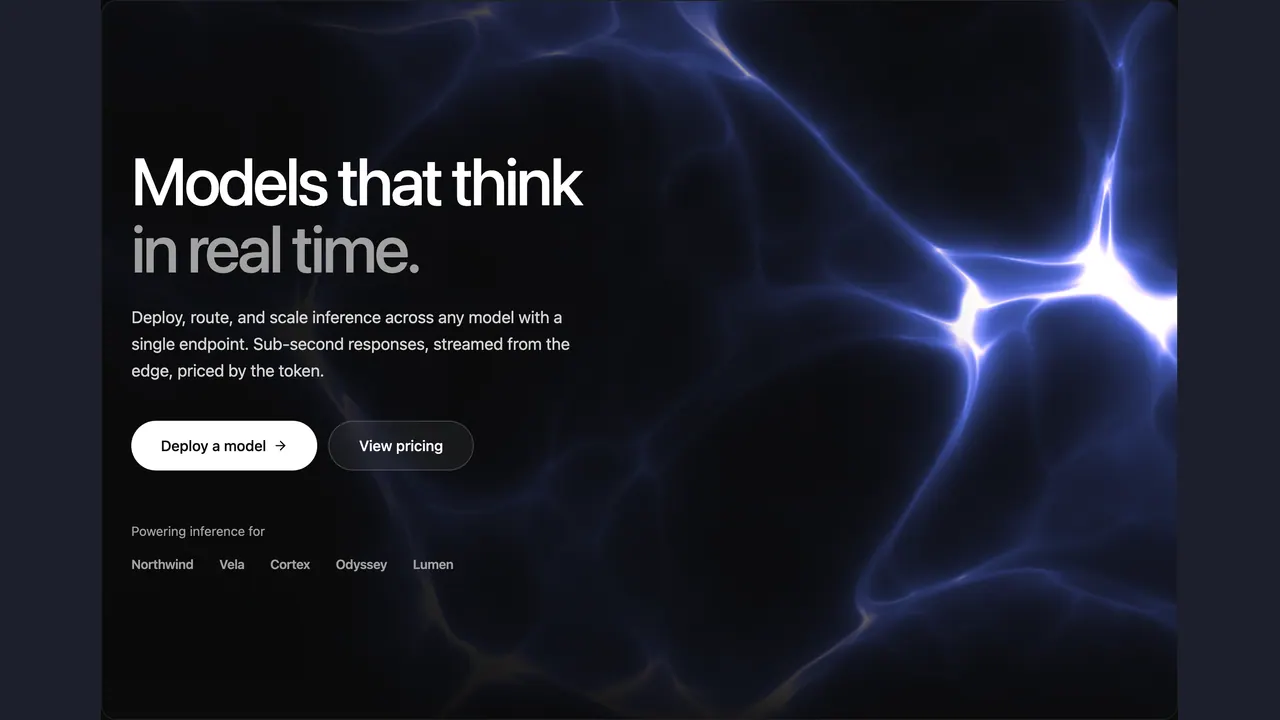 Models that think
in real time.
Deploy, route, and scale inference across any model with a
single endpoint. Sub-second responses, streamed from the
edge, priced by the token.
Deploy a model →
View pricing
Powering inference for
Northwind Vela Cortex Odyssey Lumen